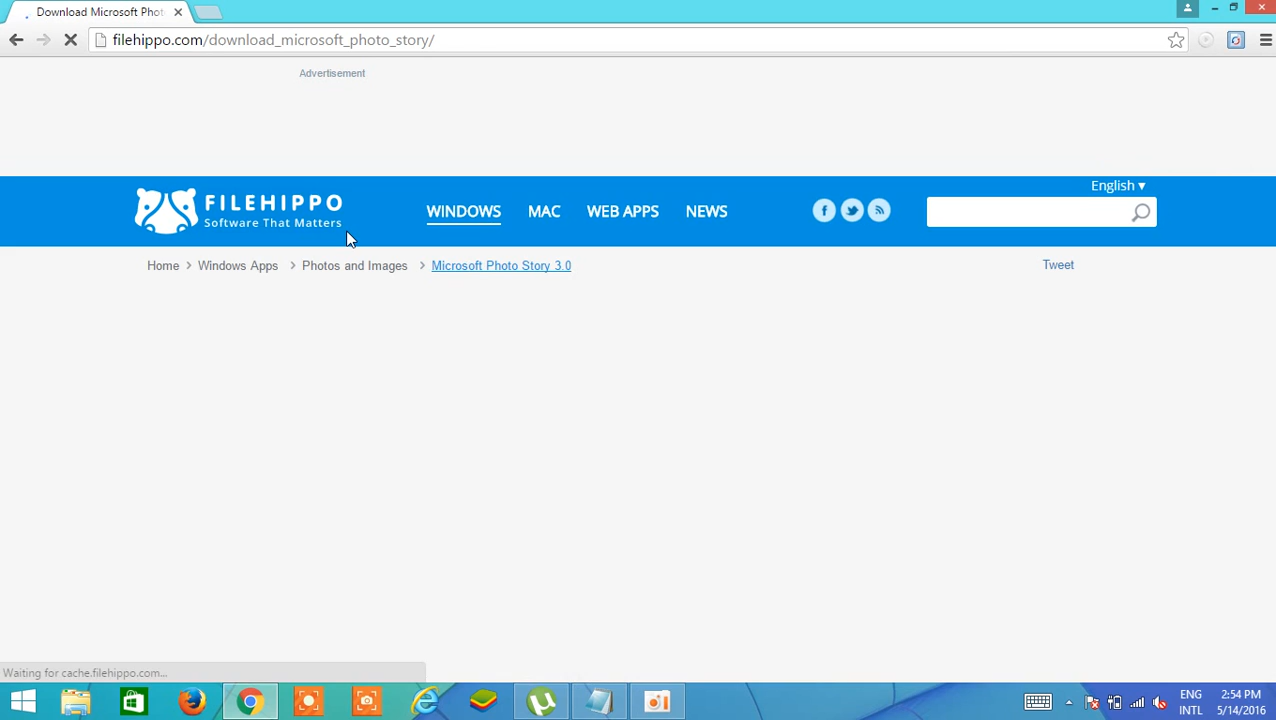 Download Microsoft Phot
filehippo.com/download_microsoft_photo_story/
Advertisement
English ▾
FILEHIPPO
Software That Matters
WINDOWS MAC WEB APPS NEWS
Home > Windows Apps > Photos and Images > Microsoft Photo Story 3.0
Tweet
Waiting for cache.filehippo.com...
ENG
INTL
2:54 PM
5/14/2016